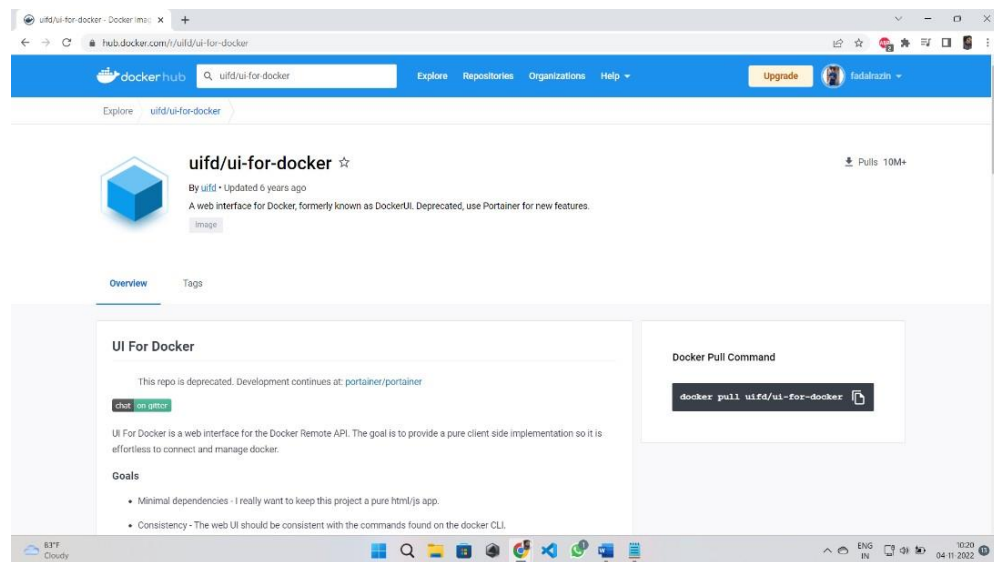 uifd/ui-for-docker - Docker Imag
hub.docker.com/r/uifd/ui-for-docker
dockerhub
uifd/ui-for-docker
Explore Repositories Organizations Help
Upgrade
fadalrazin
Explore uifd/ui-for-docker
uifd/ui-for-docker
Pulls 10M+
By uifd • Updated 6 years ago
A web interface for Docker, formerly known as DockerUI. Deprecated, use Portainer for new features.
Image
Overview Tags
UI For Docker
This repo is deprecated. Development continues at: portainer/portainer
chat on gitter
UI For Docker is a web interface for the Docker Remote API. The goal is to provide a pure client side implementation so it is
effortless to connect and manage docker.
Goals
• Minimal dependencies - I really want to keep this project a pure html/js app.
• Consistency - The web UI should be consistent with the commands found on the docker CLI.
Docker Pull Command
docker pull uifd/ui-for-docker
Cloudy
ENG
IN
10:20
04-11-2022